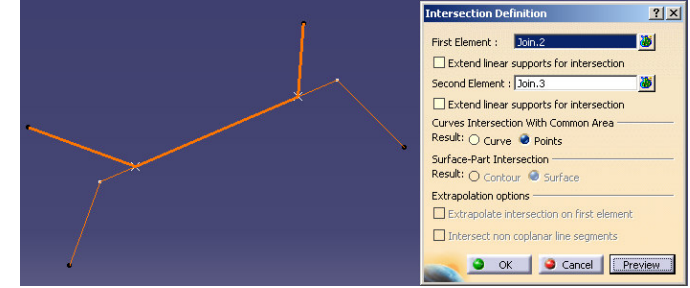 Intersection Definition
First Element : Join.2
Extend linear supports for intersection
Second Element : Join.3
Extend linear supports for intersection
Curves Intersection With Common Area
Result: Curve Points
Surface-Part Intersection
Result: Contour Surface
Extrapolation options
Extrapolate intersection on first element
Intersect non coplanar line segments
OK Cancel Preview